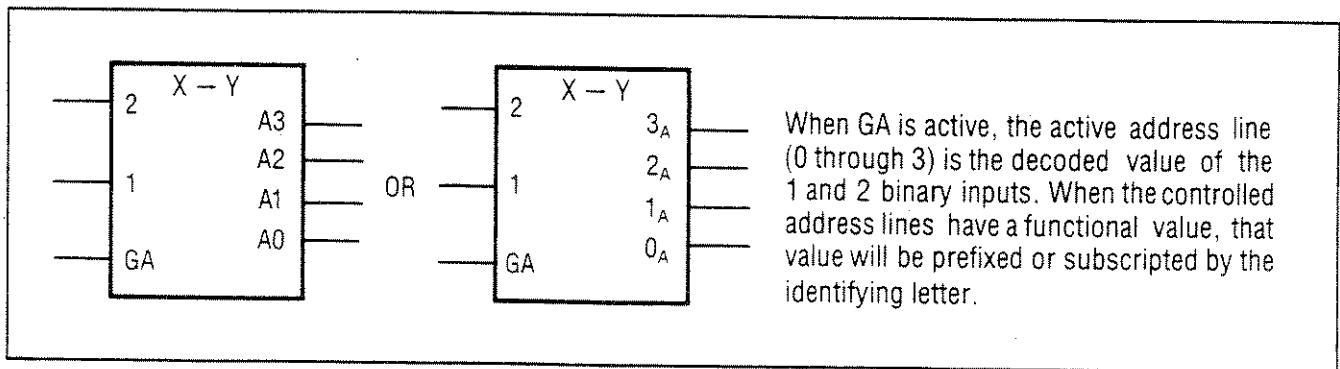 X – Y
2
1
GA
A3
A2
A1
A0
OR
X – Y
2
1
GA
3A
2A
1A
0A
When GA is active, the active address line
(0 through 3) is the decoded value of the
1 and 2 binary inputs. When the controlled
address lines have a functional value, that
value will be prefixed or subscripted by the
identifying letter.